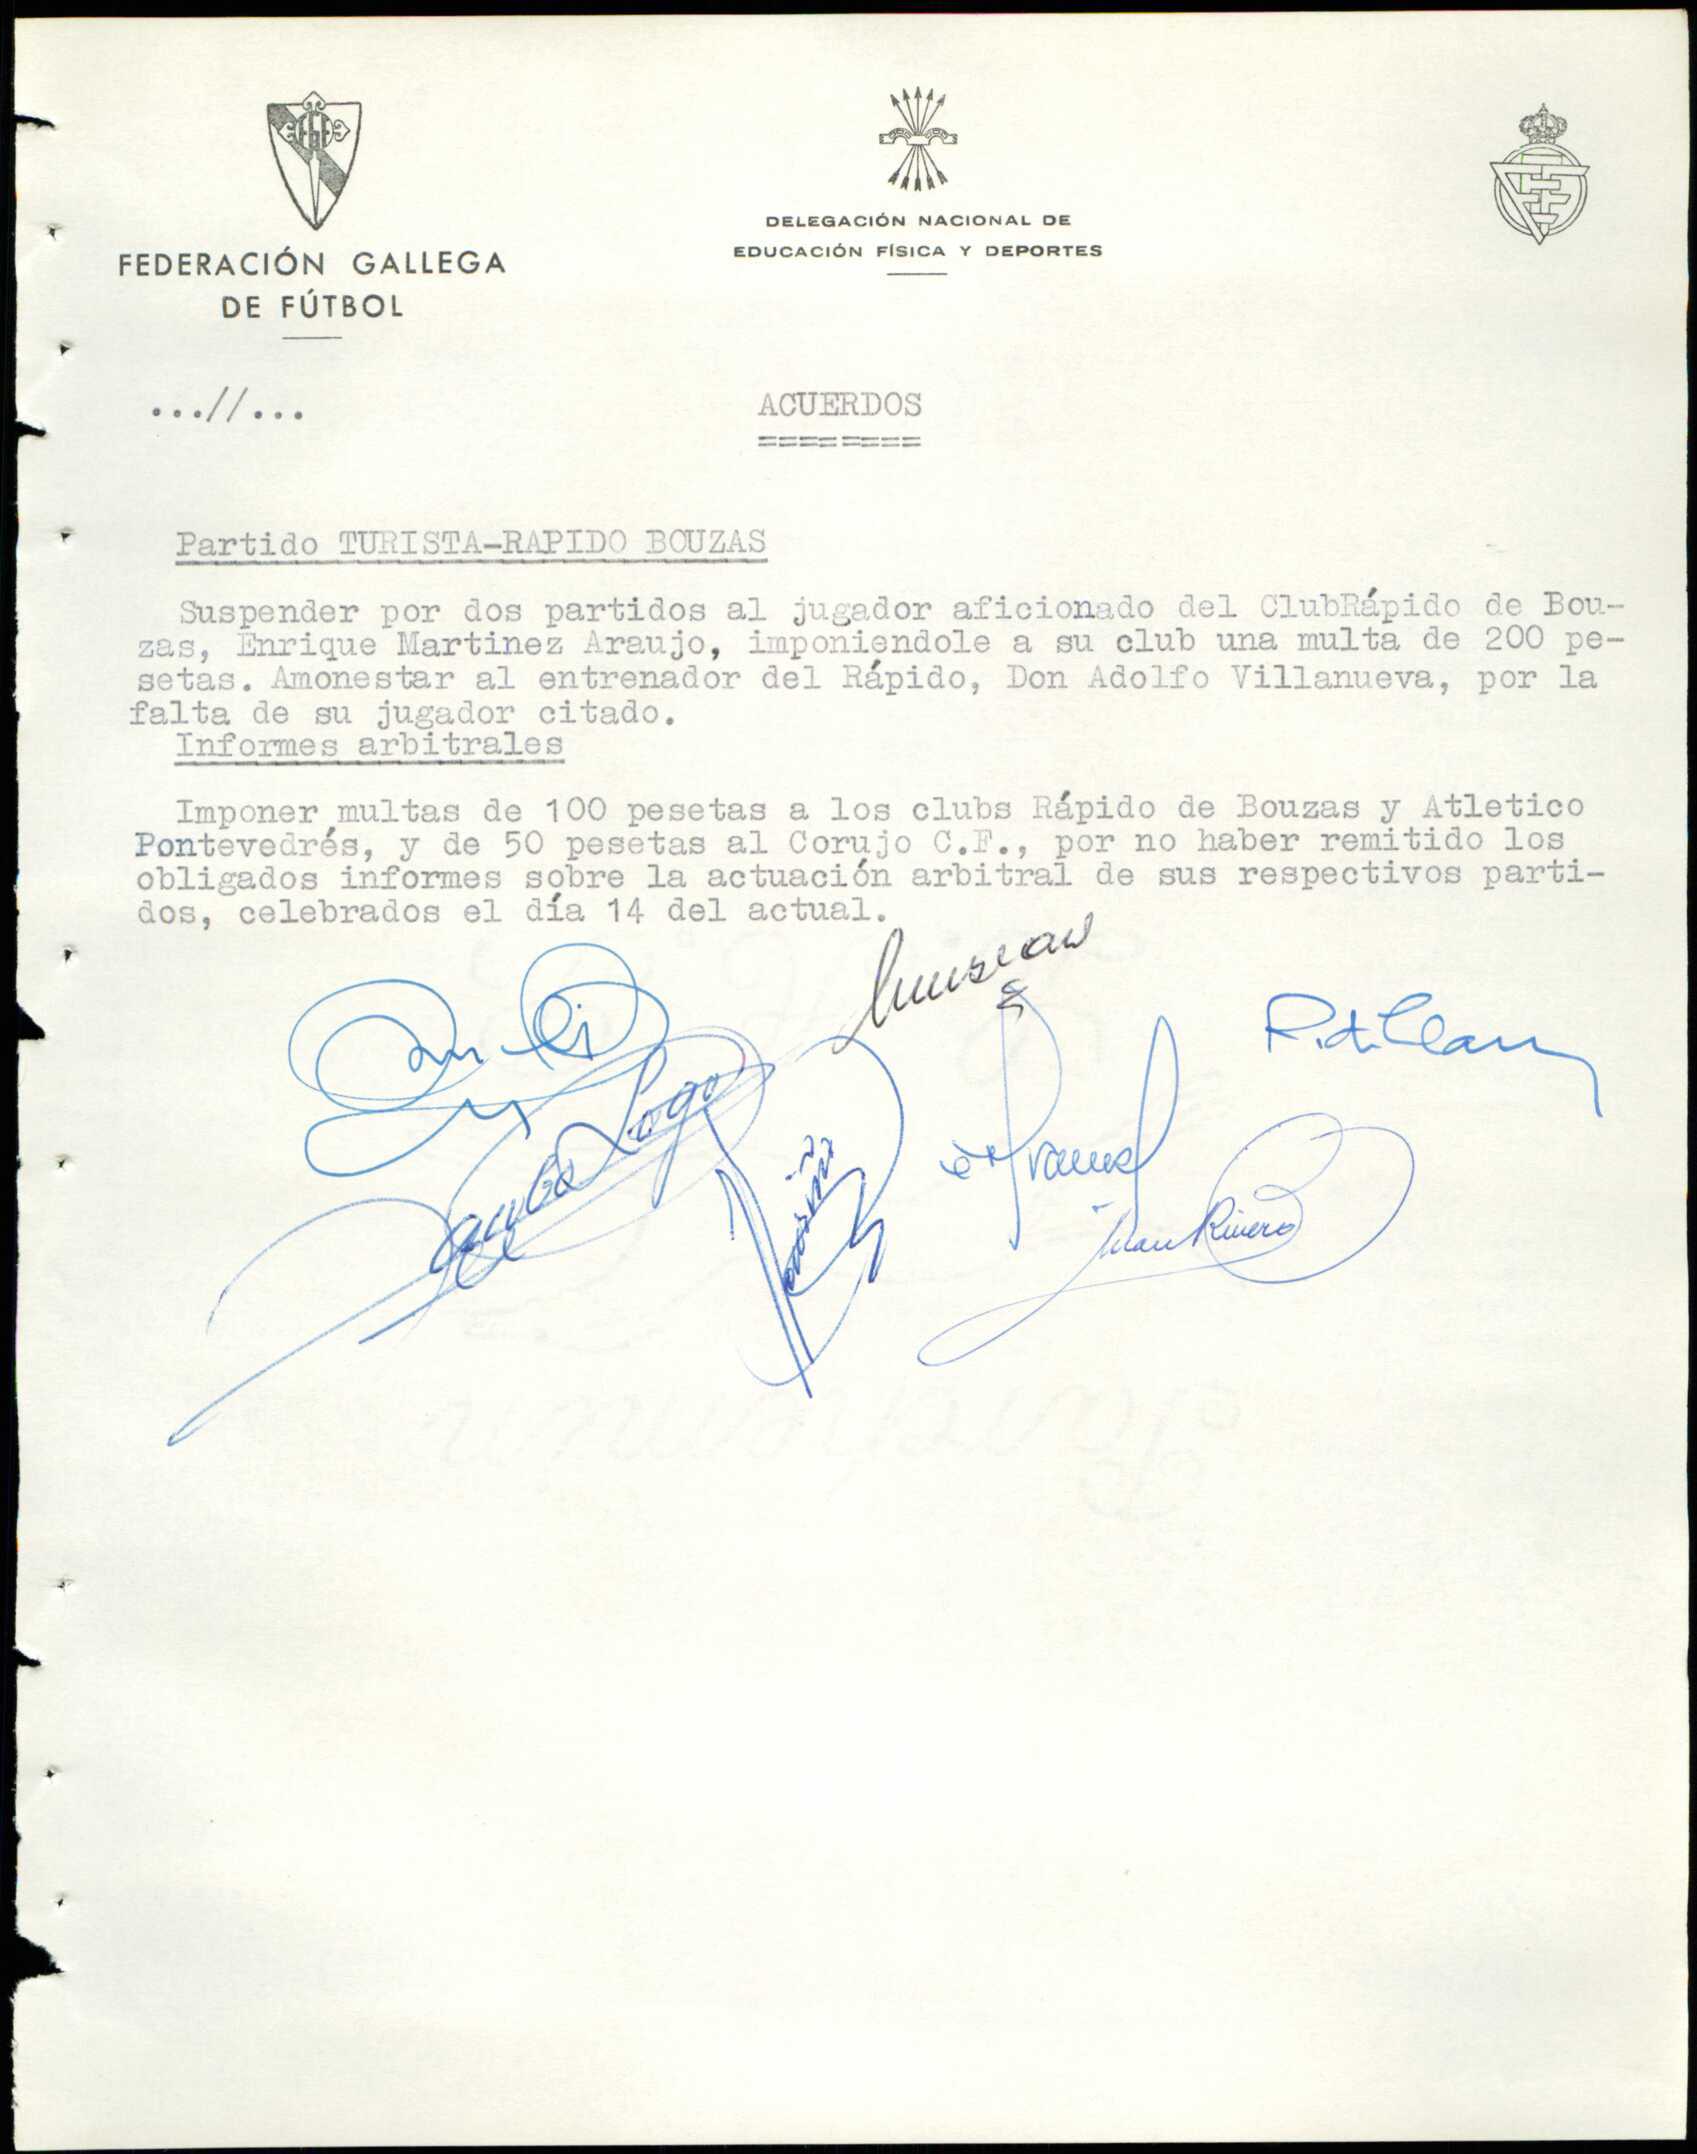 FEDERACIÓN GALLEGA
DE FÚTBOL
DELEGACIÓN NACIONAL DE
EDUCACIÓN FÍSICA Y DEPORTES
...//...
ACUERDOS
========
Partido TURISTA-RAPIDO BOUZAS
Suspender por dos partidos al jugador aficionado del ClubRápido de Bou-
zas, Enrique Martinez Araujo, imponiendole a su club una multa de 200 pe-
setas. Amonestar al entrenador del Rápido, Don Adolfo Villanueva, por la
falta de su jugador citado.
Informes arbitrales
Imponer multas de 100 pesetas a los clubs Rápido de Bouzas y Atletico
Pontevedrés, y de 50 pesetas al Corujo C.F., por no haber remitido los
obligados informes sobre la actuación arbitral de sus respectivos parti-
dos, celebrados el día 14 del actual.
Lago
Juan Rivero